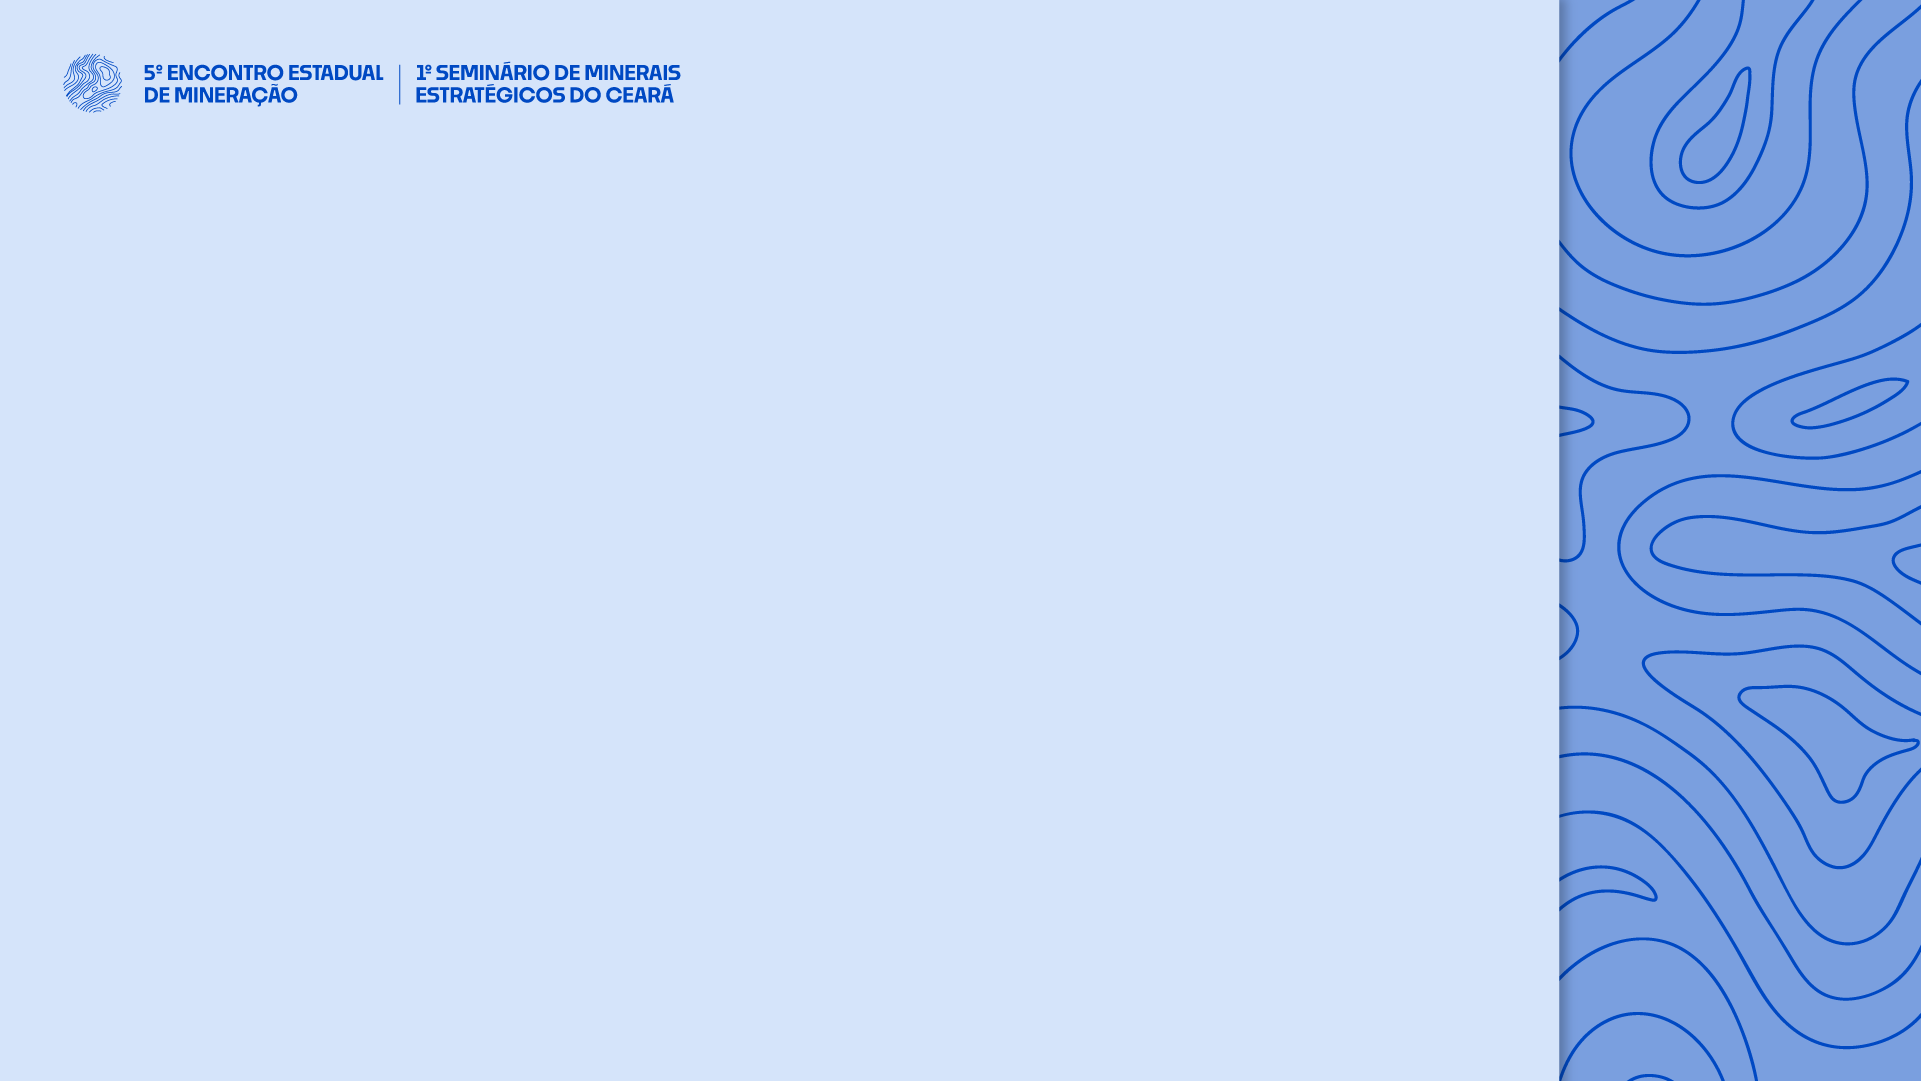 5º ENCONTRO ESTADUAL
DE MINERAÇÃO
1º SEMINÁRIO DE MINERAIS
ESTRATÉGICOS DO CEARÁ